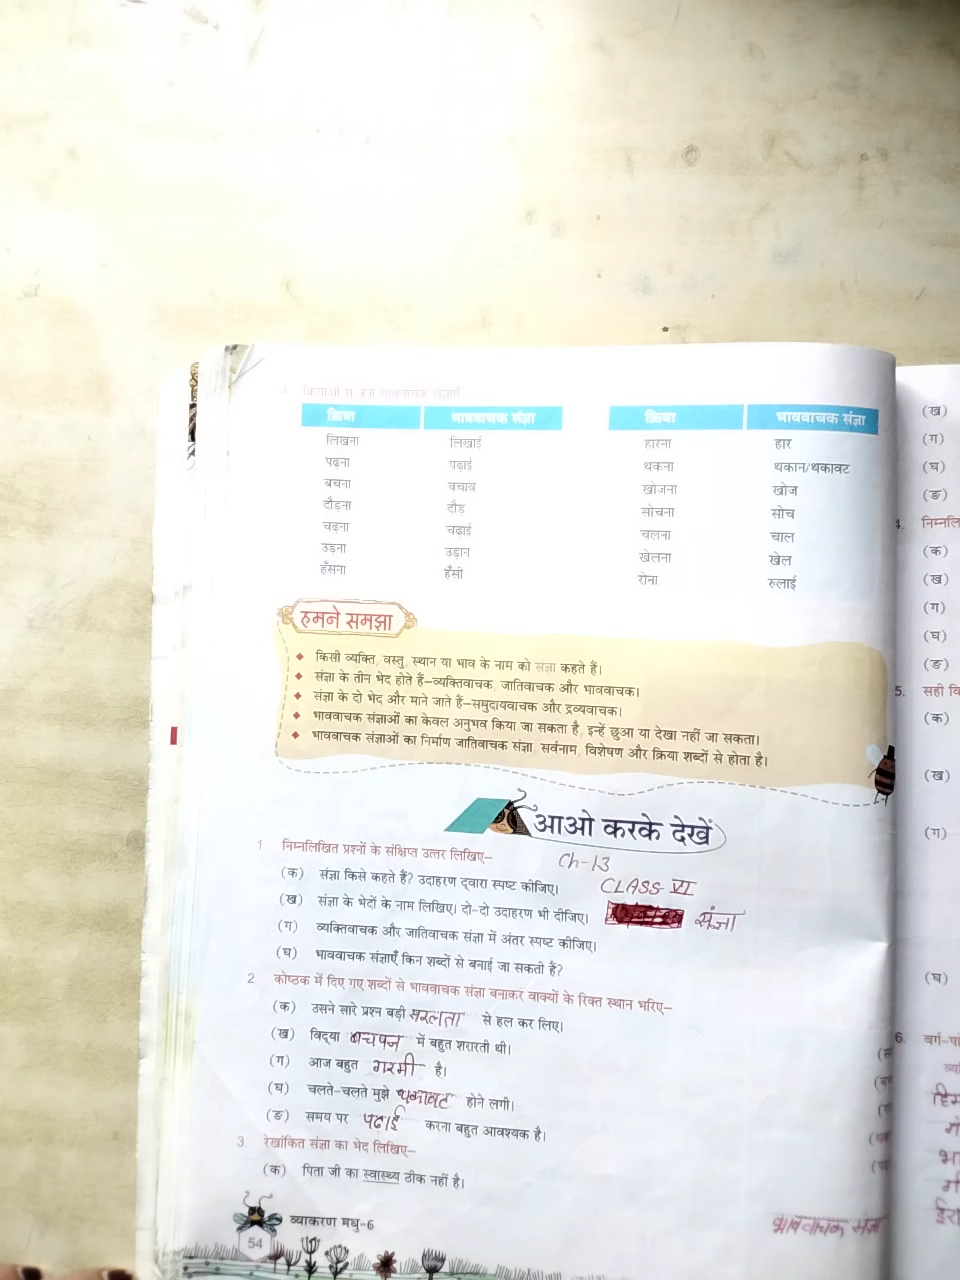 3. क्रियाओं से बनी भाववाचक संज्ञाएँ
क्रिया भाववाचक संज्ञा क्रिया भाववाचक संज्ञा
लिखना लिखाई हारना हार
पढ़ना पढ़ाई थकना थकान/थकावट
बचना बचाव खोजना खोज
दौड़ना दौड़ सोचना सोच
चढ़ना चढ़ाई चलना चाल
उड़ना उड़ान खेलना खेल
हँसना हँसी रोना रुलाई
हमने समझा
◆ किसी व्यक्ति, वस्तु, स्थान या भाव के नाम को संज्ञा कहते हैं।
◆ संज्ञा के तीन भेद होते हैं–व्यक्तिवाचक, जातिवाचक और भाववाचक।
◆ संज्ञा के दो भेद और माने जाते हैं–समुदायवाचक और द्रव्यवाचक।
◆ भाववाचक संज्ञाओं का केवल अनुभव किया जा सकता है, इन्हें छुआ या देखा नहीं जा सकता।
◆ भाववाचक संज्ञाओं का निर्माण जातिवाचक संज्ञा, सर्वनाम, विशेषण और क्रिया शब्दों से होता है।
आओ करके देखें
1 निम्नलिखित प्रश्नों के संक्षिप्त उत्तर लिखिए–
Ch-13
(क) संज्ञा किसे कहते हैं? उदाहरण द्वारा स्पष्ट कीजिए।
CLASS-VI
(ख) संज्ञा के भेदों के नाम लिखिए। दो-दो उदाहरण भी दीजिए।
संज्ञा
(ग) व्यक्तिवाचक और जातिवाचक संज्ञा में अंतर स्पष्ट कीजिए।
(घ) भाववाचक संज्ञाएँ किन शब्दों से बनाई जा सकती हैं?
2 कोष्ठक में दिए गए शब्दों से भाववाचक संज्ञा बनाकर वाक्यों के रिक्त स्थान भरिए–
(क) उसने सारे प्रश्न बड़ी सरलता से हल कर लिए।
(ख) विद्या बचपन में बहुत शरारती थी।
(ग) आज बहुत गरमी है।
(घ) चलते-चलते मुझे थकावट होने लगी।
(ङ) समय पर पढाई करना बहुत आवश्यक है।
3. रेखांकित संज्ञा का भेद लिखिए–
(क) पिता जी का स्वास्थ्य ठीक नहीं है।
भाववाचक संज्ञा
व्याकरण मधु-6
54
(ख)
(ग)
(घ)
(ङ)
निम्नलि
(क)
(ख)
(ग)
(घ)
(ङ)
5. सही वि
(क)
(ख)
(ग)
(घ)
6. वर्ग-प